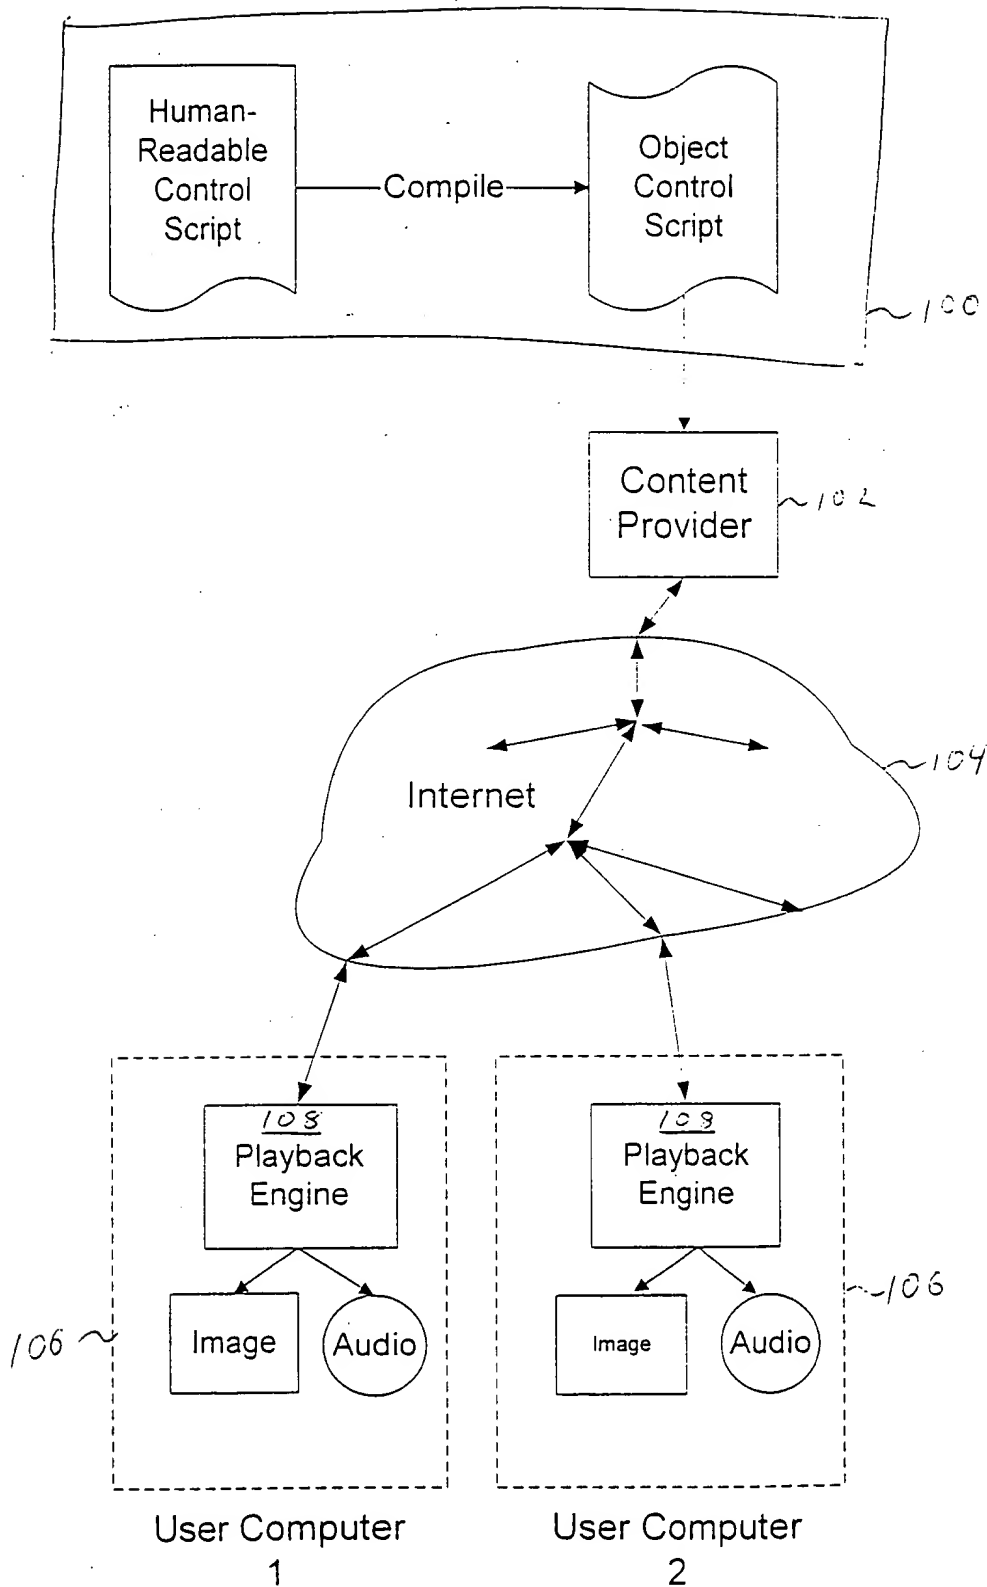 Human-
Readable
Control
Script
Compile
Object
Control
Script
100
Content
Provider
102
104
Internet
108
Playback
Engine
108
Playback
Engine
106
Image
Audio
106
Image
Audio
User Computer
1
User Computer
2